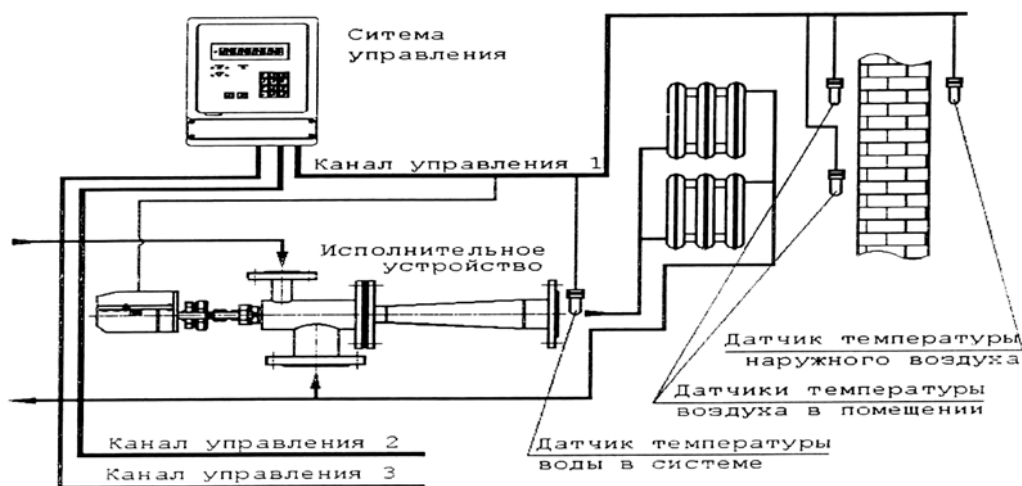 Ситема
управления
Канал управления 1
Исполнительное
устройство
Датчик температуры
наружного воздуха
Датчики температуры
воздуха в помещении
Канал управления 2
Датчик температуры
воды в системе
Канал управления 3